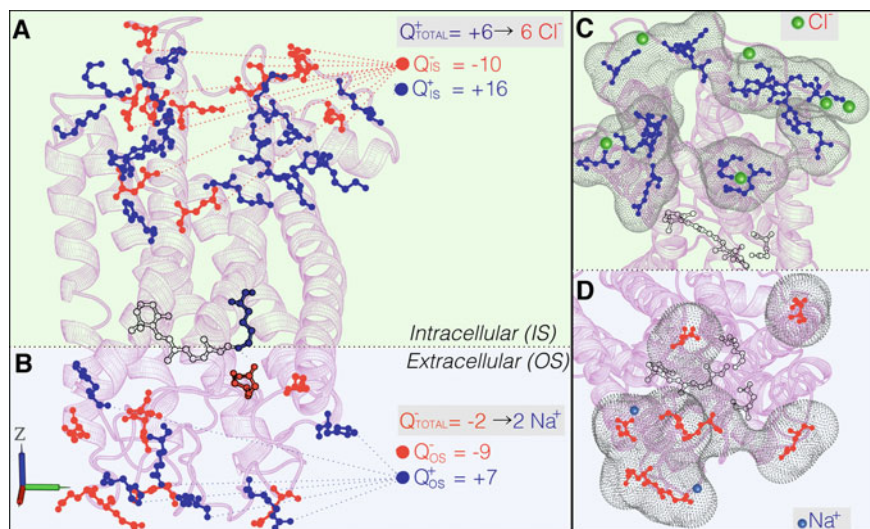 A
Q⁺TOTAL = +6 → 6 Cl⁻
Q⁻IS = -10
Q⁺IS = +16
Intracellular (IS)
B
Extracellular (OS)
Q⁻TOTAL = -2 → 2 Na⁺
Q⁻OS = -9
Q⁺OS = +7
Z
C
Cl⁻
D
Na⁺